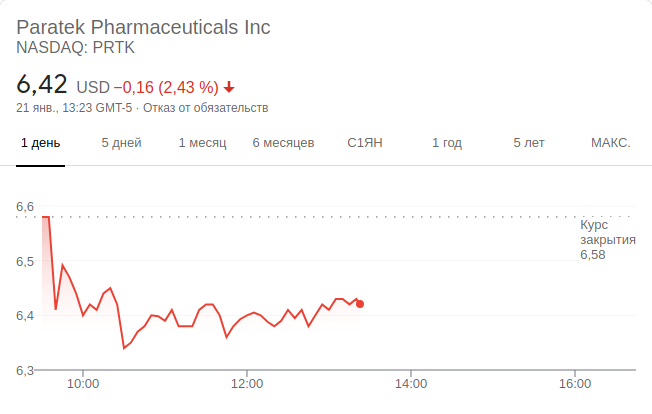 Paratek Pharmaceuticals Inc
NASDAQ: PRTK
6,42 USD −0,16 (2,43 %)
21 янв., 13:23 GMT-5 · Отказ от обязательств
1 день 5 дней 1 месяц 6 месяцев С1ЯН 1 год 5 лет МАКС.
6,6
Курс
закрытия
6,58
6,5
6,4
6,3
10:00 12:00 14:00 16:00